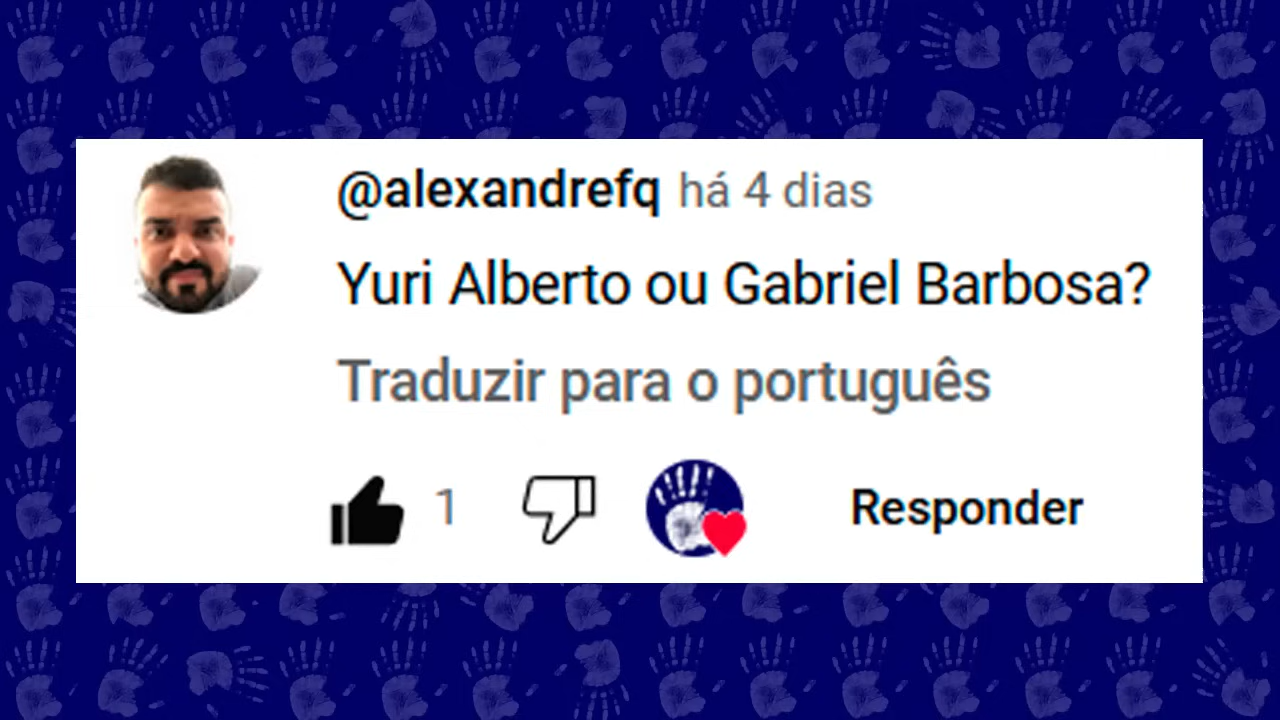 @alexandrefq há 4 dias
Yuri Alberto ou Gabriel Barbosa?
Traduzir para o português
1 Responder